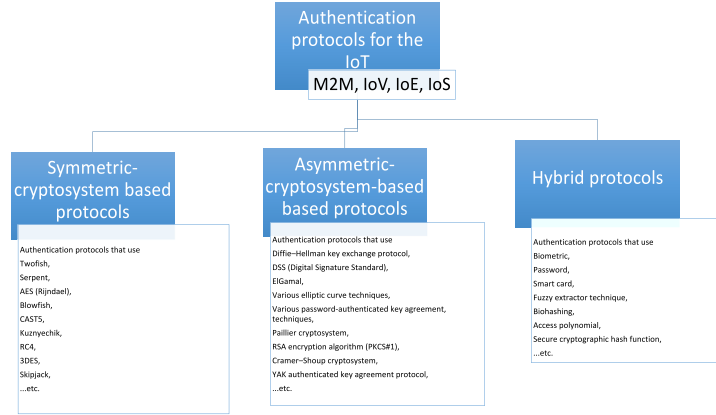 Authentication
protocols for the
IoT
M2M, IoV, IoE, IoS
Symmetric-
cryptosystem based
protocols
Authentication protocols that use
Twofish,
Serpent,
AES (Rijndael),
Blowfish,
CAST5,
Kuznyechik,
RC4,
3DES,
Skipjack,
...etc.
Asymmetric-
cryptosystem-based
based protocols
Authentication protocols that use
Diffie–Hellman key exchange protocol,
DSS (Digital Signature Standard),
ElGamal,
Various elliptic curve techniques,
Various password-authenticated key agreement,
techniques,
Paillier cryptosystem,
RSA encryption algorithm (PKCS#1),
Cramer–Shoup cryptosystem,
YAK authenticated key agreement protocol,
...etc.
Hybrid protocols
Authentication protocols that use
Biometric,
Password,
Smart card,
Fuzzy extractor technique,
Biohashing,
Access polynomial,
Secure cryptographic hash function,
...etc.